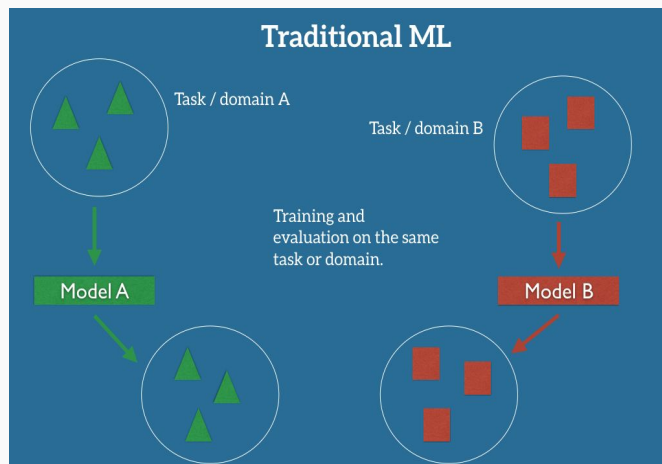 Traditional ML
Task / domain A
Task / domain B
Training and
evaluation on the same
task or domain.
Model A
Model B